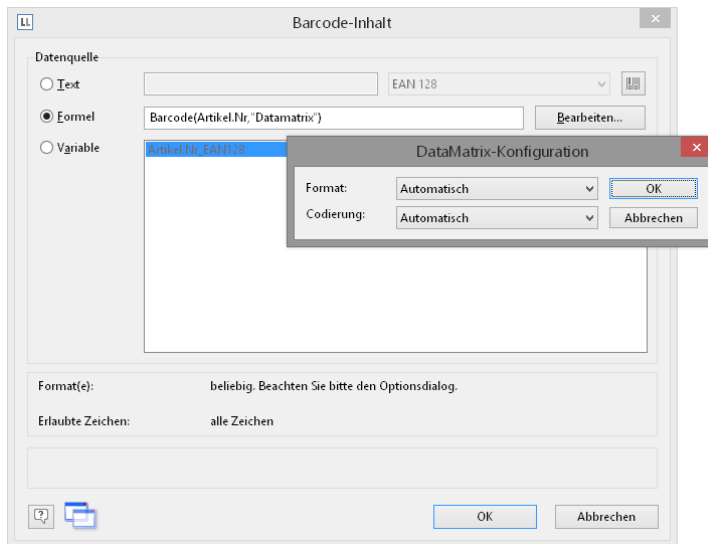 LL Barcode-Inhalt
Datenquelle
Text EAN 128
Formel Barcode(Artikel.Nr,"Datamatrix") Bearbeiten...
Variable Artikel.Nr_EAN128
DataMatrix-Konfiguration
Format: Automatisch OK
Codierung: Automatisch Abbrechen
Format(e): beliebig. Beachten Sie bitte den Optionsdialog.
Erlaubte Zeichen: alle Zeichen
OK Abbrechen